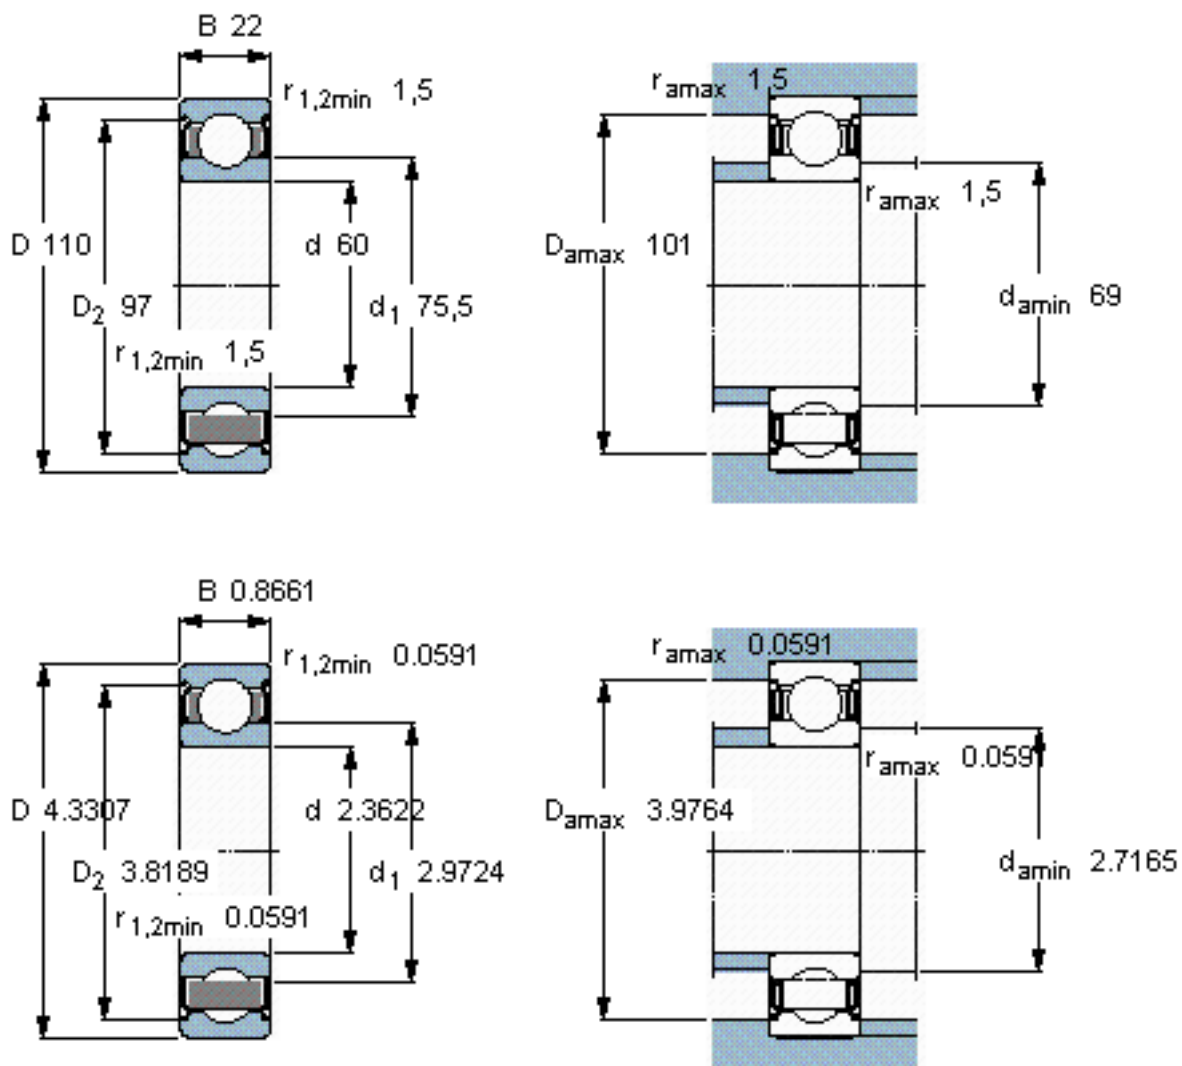 B 22
r1,2min 1,5
ramax 1,5
ramax 1,5
D 110
d 60
Damax 101
D2 97
d1 75,5
damin 69
r1,2min 1,5
B 0.8661
r1,2min 0.0591
ramax 0.0591
ramax 0.059
D 4.3307
d 2.3622
Damax 3.9764
D2 3.8189
d1 2.9724
damin 2.7165
r1,2min 0.0591